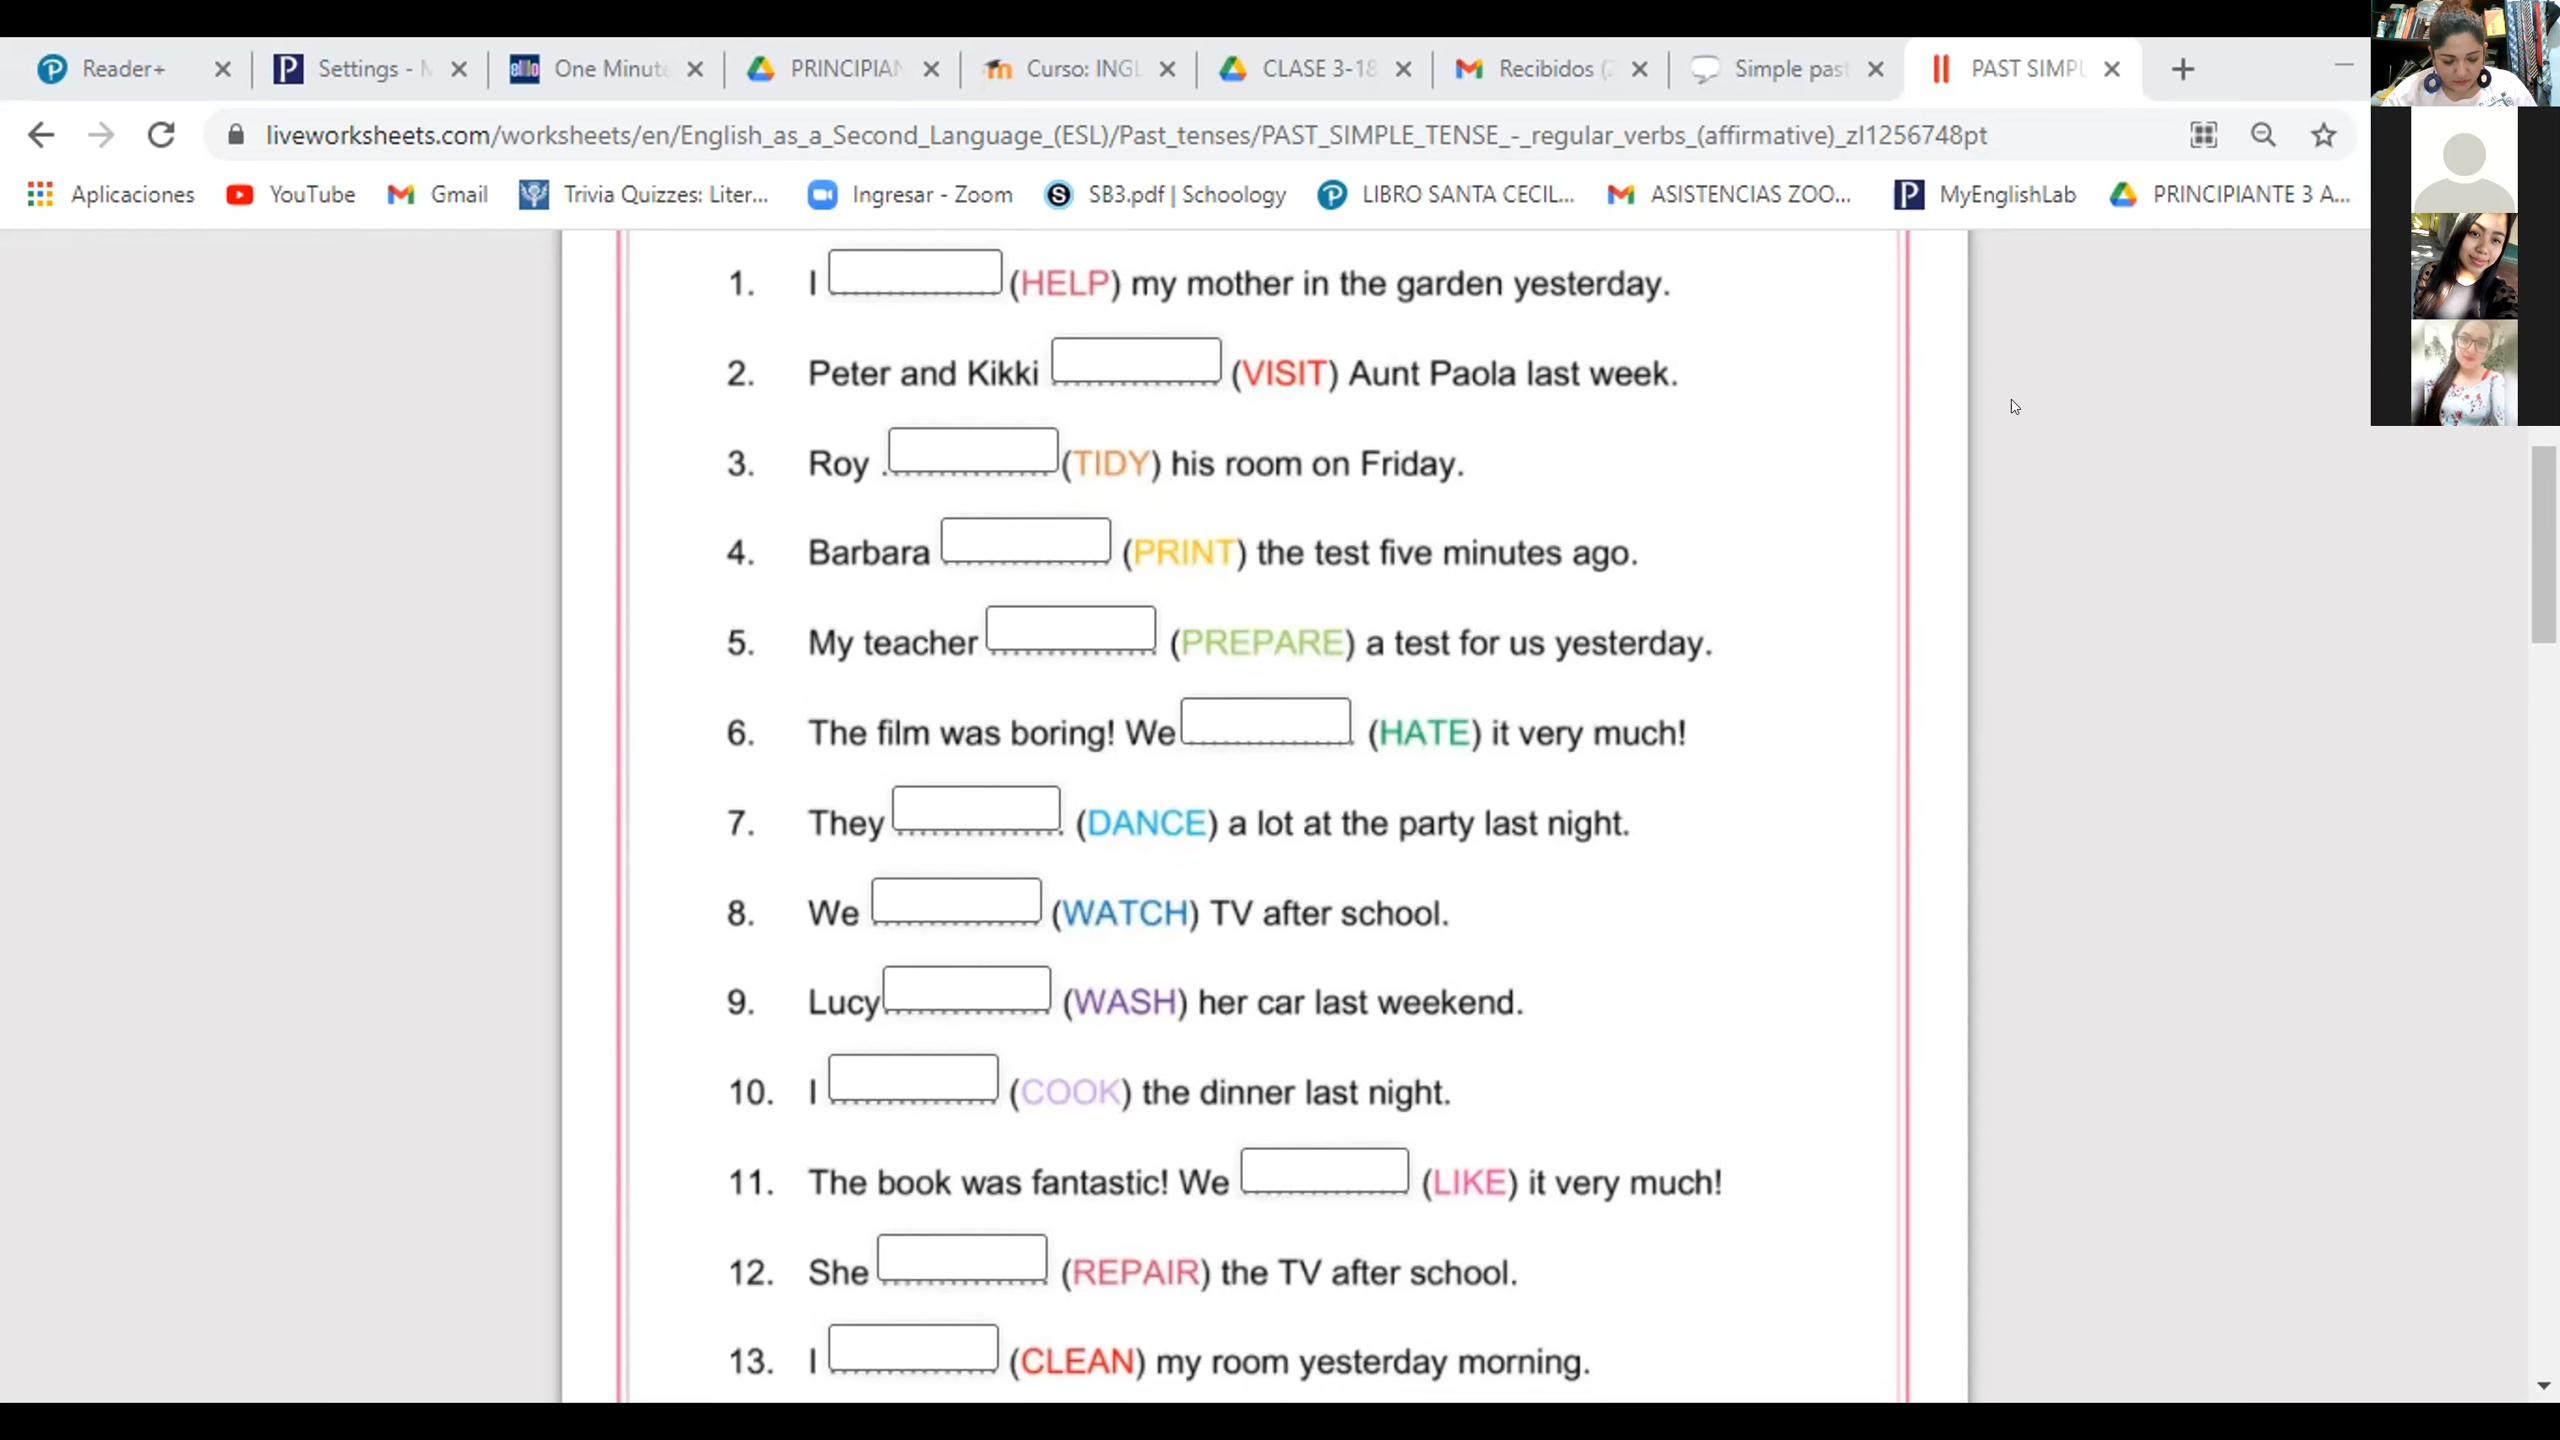 Reader+ Settings - One Minute PRINCIPIAN Curso: INGL CLASE 3-18 Recibidos ( Simple past PAST SIMPL
liveworksheets.com/worksheets/en/English_as_a_Second_Language_(ESL)/Past_tenses/PAST_SIMPLE_TENSE_-_regular_verbs_(affirmative)_zl1256748pt
Aplicaciones YouTube Gmail Trivia Quizzes: Liter... Ingresar - Zoom SB3.pdf | Schoology LIBRO SANTA CECIL... ASISTENCIAS ZOO... MyEnglishLab PRINCIPIANTE 3 A...
1. I (HELP) my mother in the garden yesterday.
2. Peter and Kikki (VISIT) Aunt Paola last week.
3. Roy (TIDY) his room on Friday.
4. Barbara (PRINT) the test five minutes ago.
5. My teacher (PREPARE) a test for us yesterday.
6. The film was boring! We (HATE) it very much!
7. They (DANCE) a lot at the party last night.
8. We (WATCH) TV after school.
9. Lucy (WASH) her car last weekend.
10. I (COOK) the dinner last night.
11. The book was fantastic! We (LIKE) it very much!
12. She (REPAIR) the TV after school.
13. I (CLEAN) my room yesterday morning.